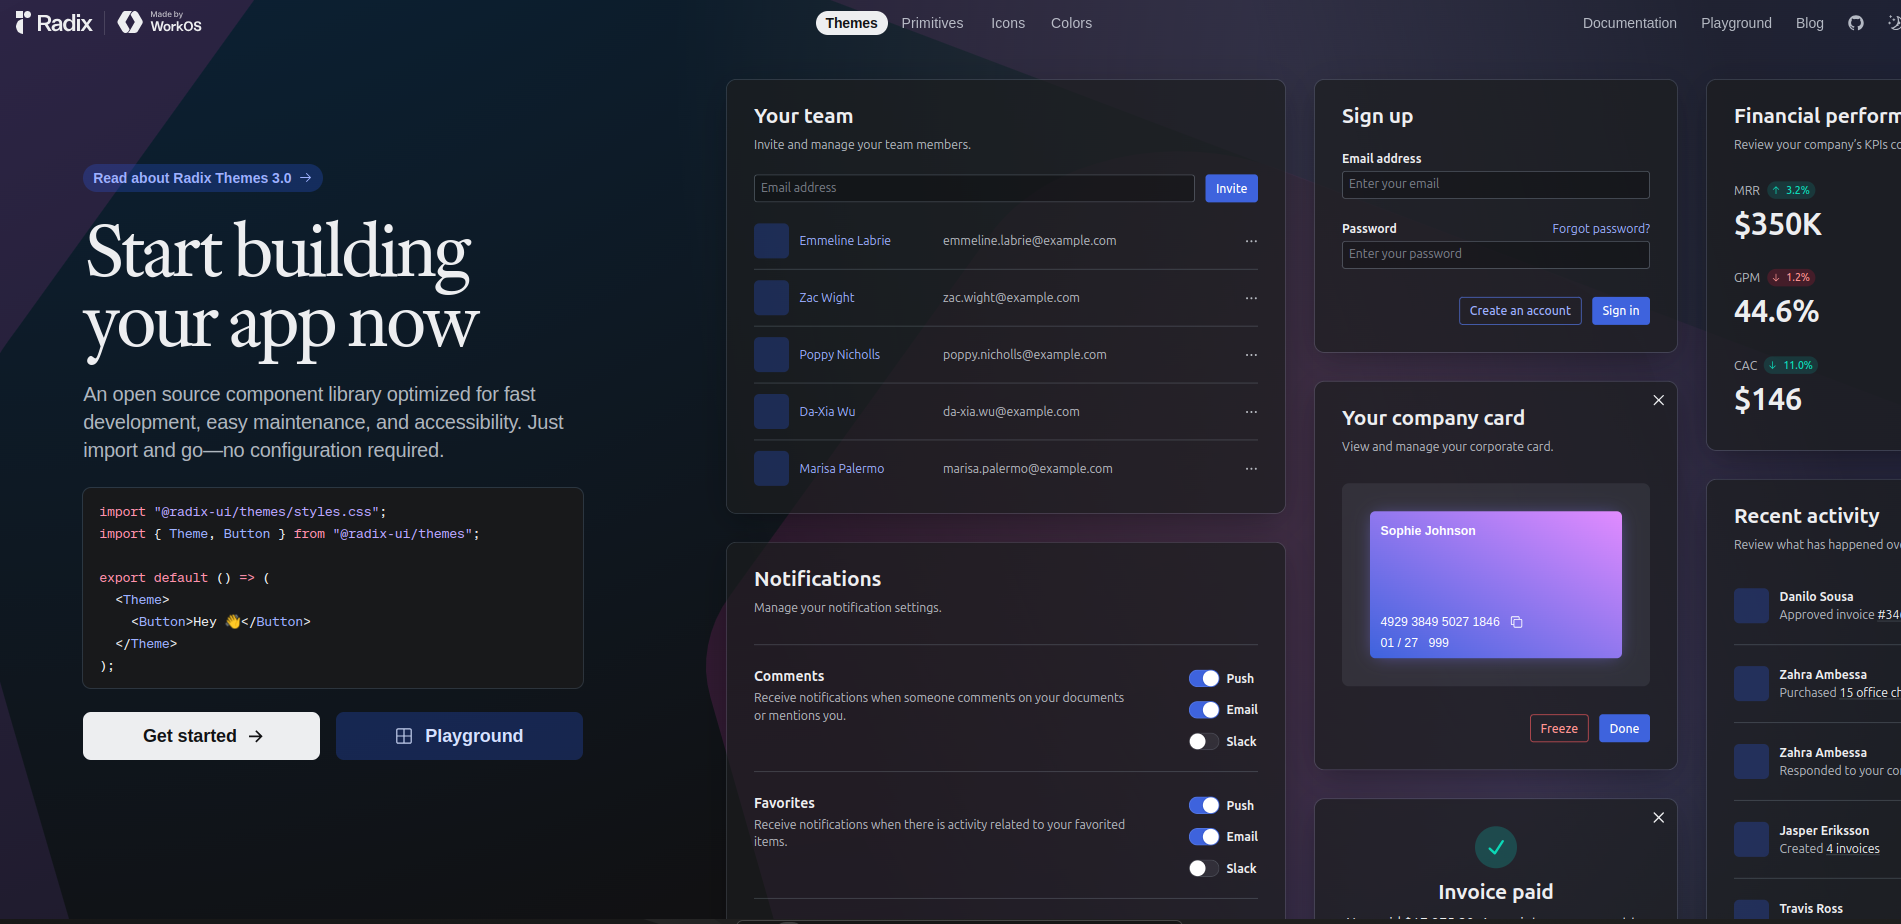 Radix
Made by
WorkOS
Themes
Primitives
Icons
Colors
Documentation
Playground
Blog
Read about Radix Themes 3.0 →
Start building
your app now
An open source component library optimized for fast
development, easy maintenance, and accessibility. Just
import and go—no configuration required.
import "@radix-ui/themes/styles.css";
import { Theme, Button } from "@radix-ui/themes";
export default () => (
<Theme>
<Button>Hey 👋</Button>
</Theme>
);
Get started →
Playground
Your team
Invite and manage your team members.
Email address
Invite
Emmeline Labrie
emmeline.labrie@example.com
Zac Wight
zac.wight@example.com
Poppy Nicholls
poppy.nicholls@example.com
Da-Xia Wu
da-xia.wu@example.com
Marisa Palermo
marisa.palermo@example.com
Notifications
Manage your notification settings.
Comments
Receive notifications when someone comments on your documents
or mentions you.
Push
Email
Slack
Favorites
Receive notifications when there is activity related to your favorited
items.
Push
Email
Slack
Sign up
Email address
Enter your email
Password
Forgot password?
Enter your password
Create an account
Sign in
Your company card
View and manage your corporate card.
Sophie Johnson
4929 3849 5027 1846
01 / 27 999
Freeze
Done
Invoice paid
Financial perform
Review your company's KPIs co
MRR ↑ 3.2%
$350K
GPM ↓ 1.2%
44.6%
CAC ↓ 11.0%
$146
Recent activity
Review what has happened ov
Danilo Sousa
Approved invoice #34
Zahra Ambessa
Purchased 15 office ch
Zahra Ambessa
Responded to your co
Jasper Eriksson
Created 4 invoices
Travis Ross